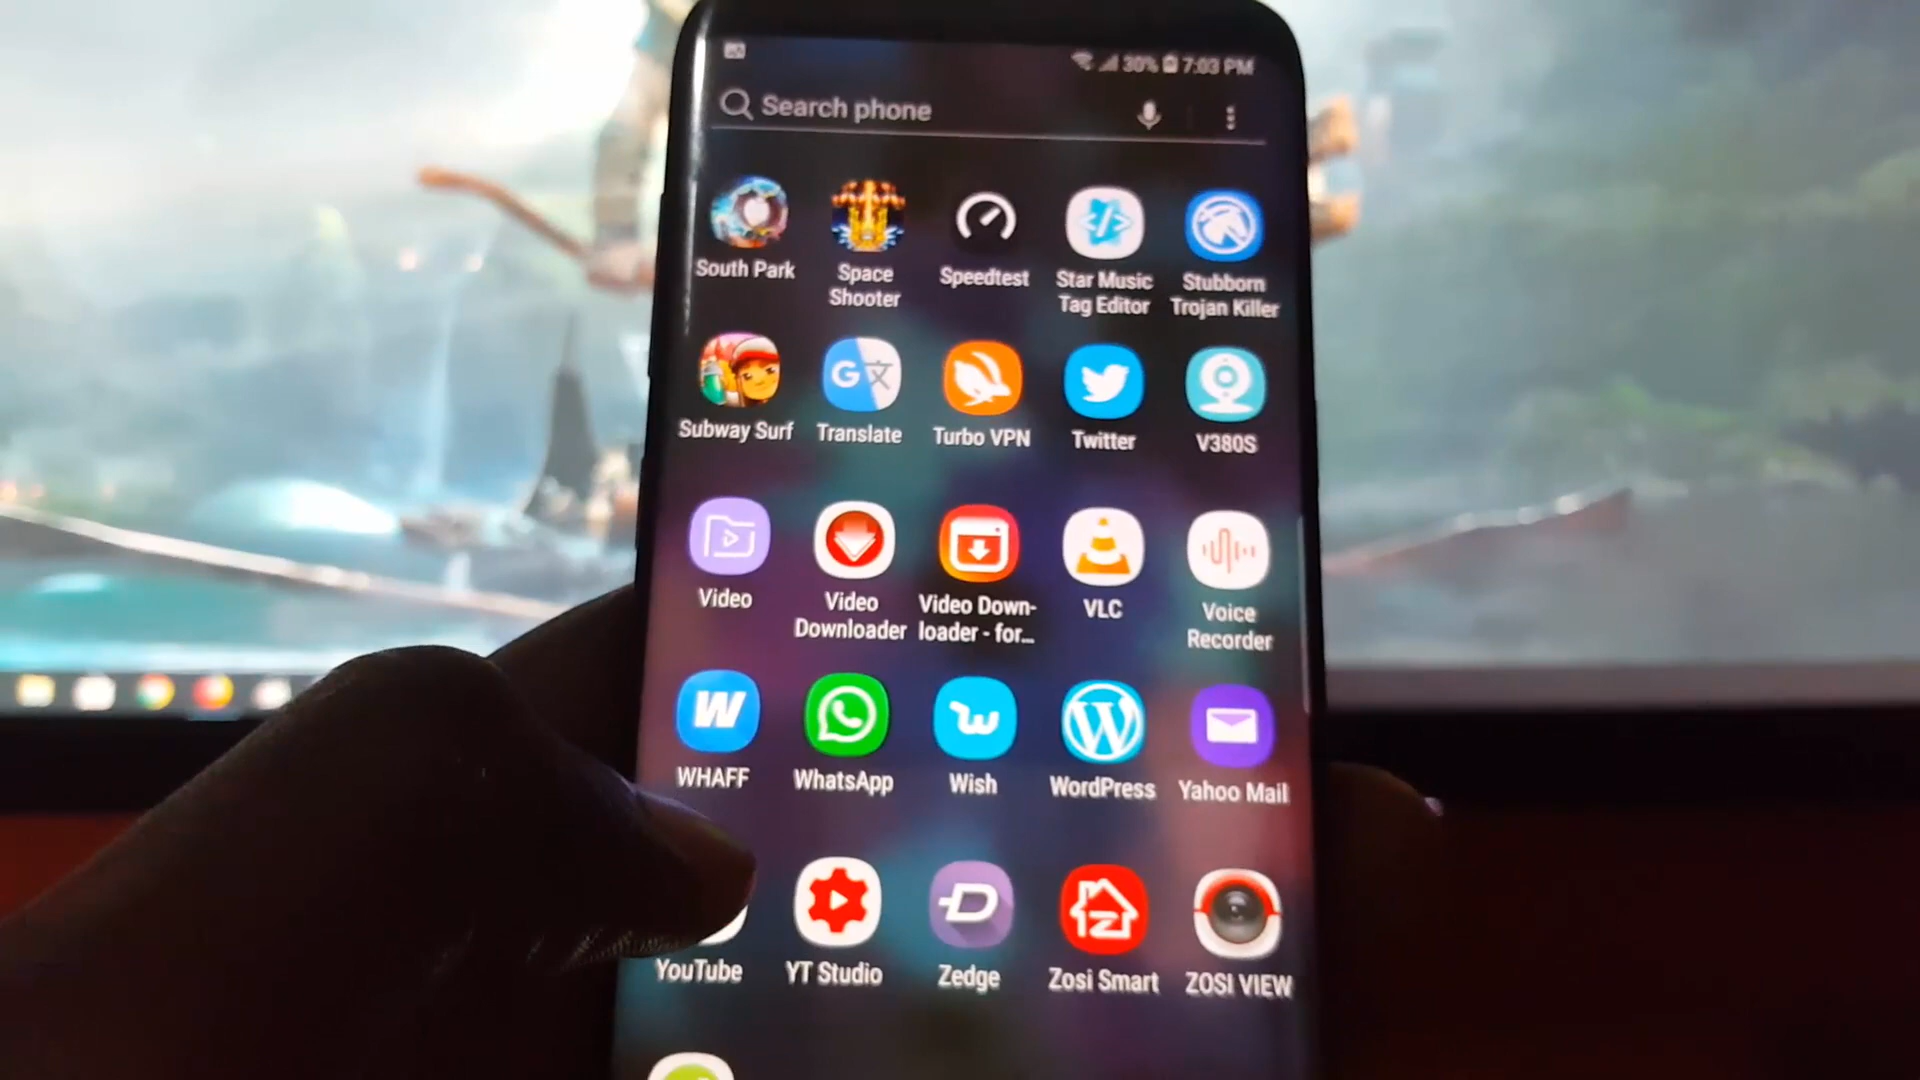 30% 7:03 PM
Search phone
South Park
Space
Shooter
Speedtest
Star Music
Tag Editor
Stubborn
Trojan Killer
Subway Surf
Translate
Turbo VPN
Twitter
V380S
Video
Video
Downloader
Video Down-
loader - for...
VLC
Voice
Recorder
WHAFF
WhatsApp
Wish
WordPress
Yahoo Mail
YouTube
YT Studio
Zedge
Zosi Smart
ZOSI VIEW